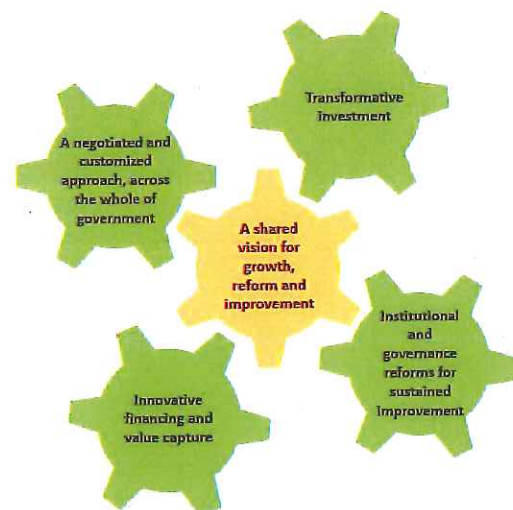 Transformative
investment
A negotiated and
customized
approach, across
the whole of
government
A shared
vision for
growth,
reform and
improvement
Institutional
and
governance
reforms for
sustained
improvement
Innovative
financing and
value capture